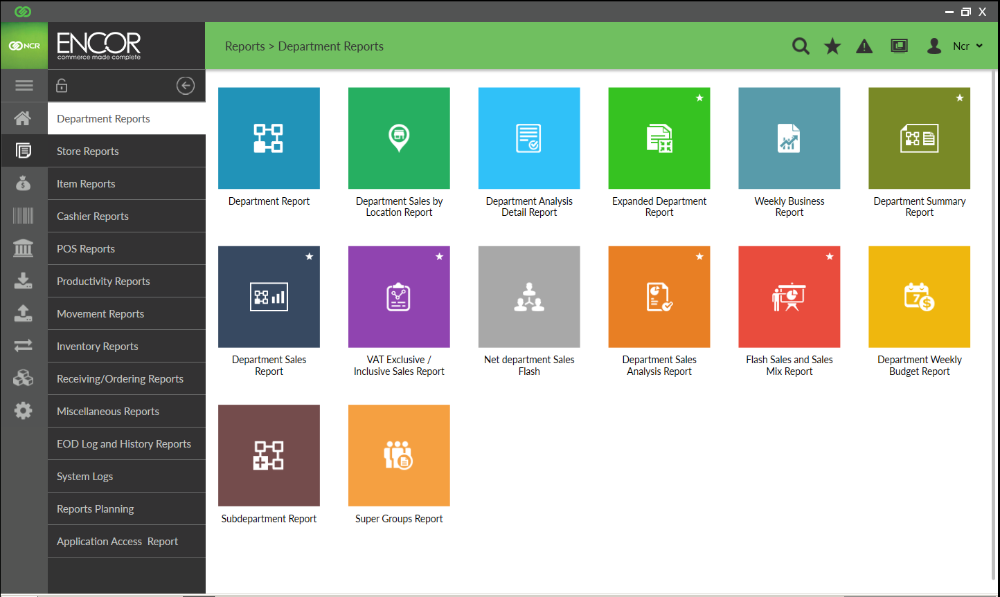 X
NCR
ENCOR
commerce made complete
Reports > Department Reports
Ncr
Department Reports
Store Reports
Item Reports
Cashier Reports
POS Reports
Productivity Reports
Movement Reports
Inventory Reports
Receiving/Ordering Reports
Miscellaneous Reports
EOD Log and History Reports
System Logs
Reports Planning
Application Access  Report
Department Report
Department Sales by
Location Report
Department Analysis
Detail Report
Expanded Department
Report
Weekly Business
Report
Department Summary
Report
Department Sales
Report
VAT Exclusive /
Inclusive Sales Report
Net department Sales
Flash
Department Sales
Analysis Report
Flash Sales and Sales
Mix Report
7
$
Department Weekly
Budget Report
Subdepartment Report
Super Groups Report